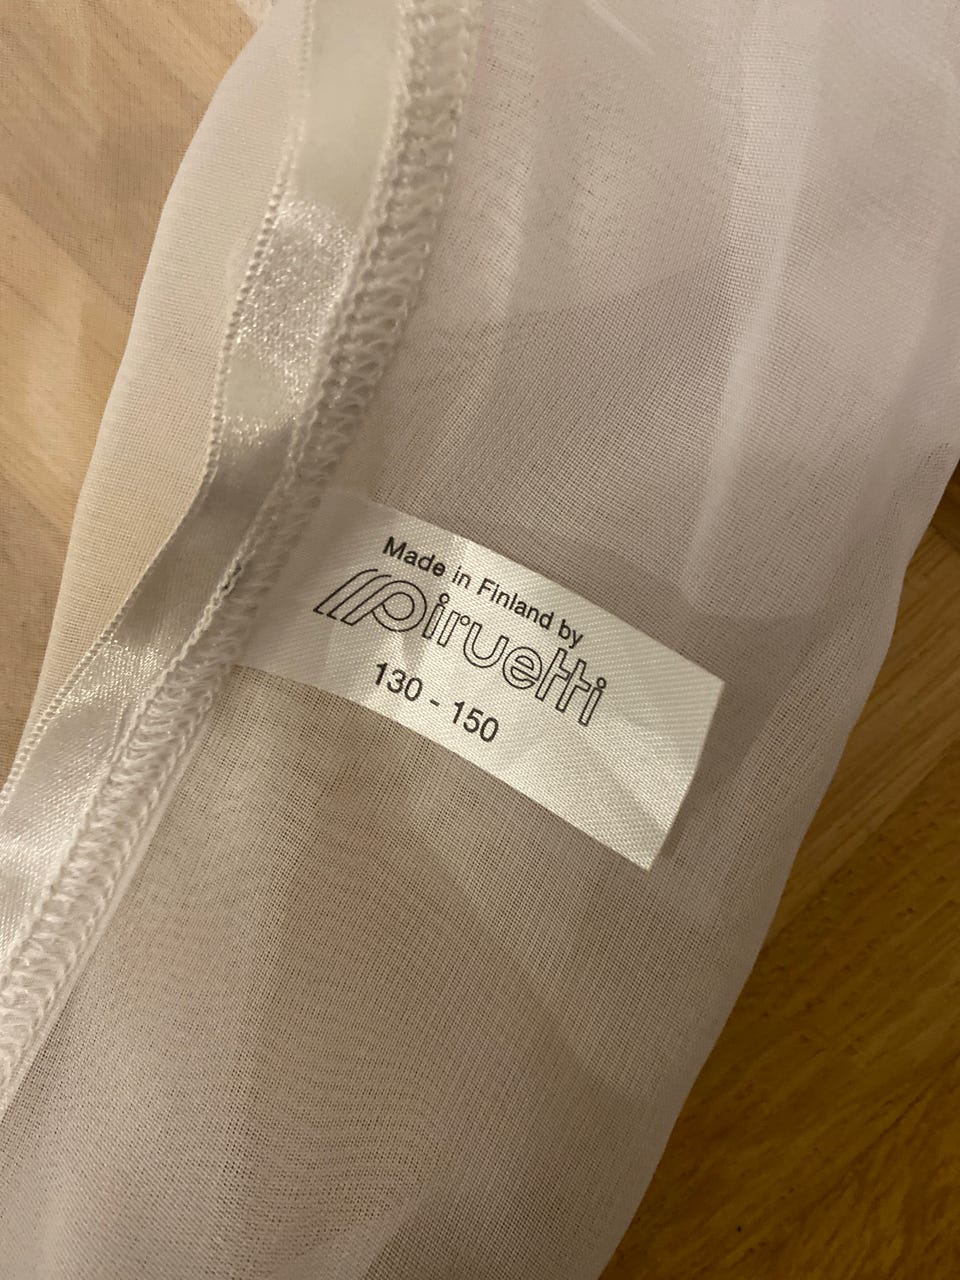 Made in Finland by
Piruetti
130 - 150